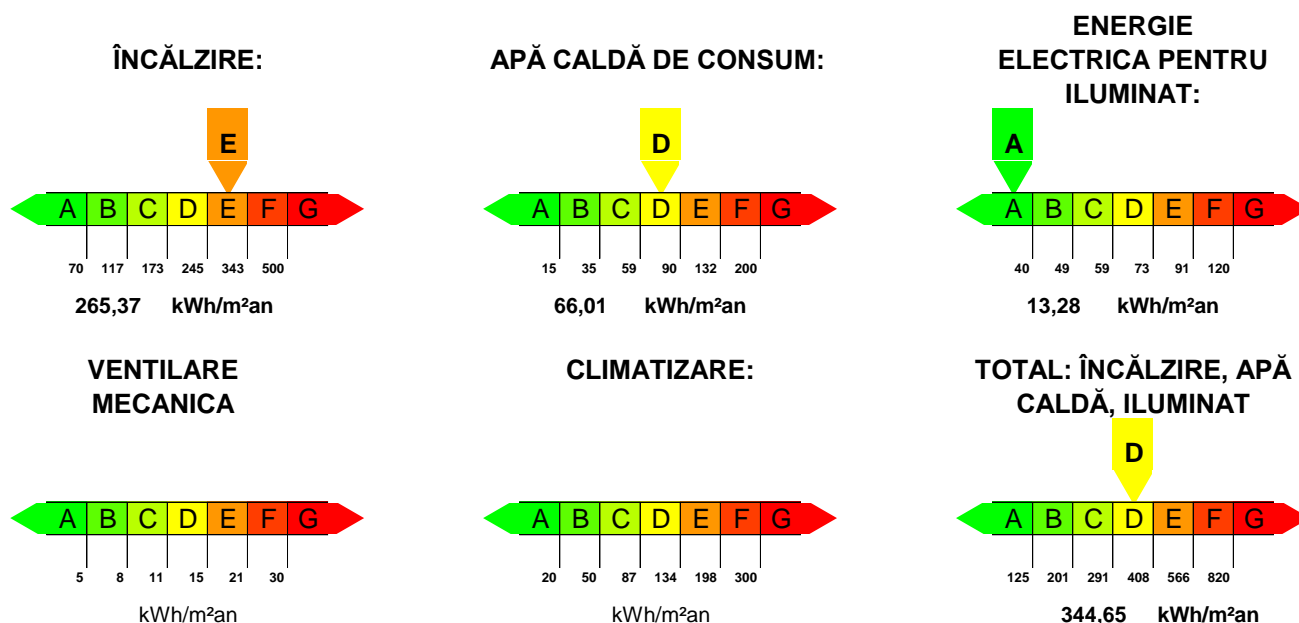 ÎNCĂLZIRE:
E
A B C D E F G
70 117 173 245 343 500
265,37 kWh/m²an
APĂ CALDĂ DE CONSUM:
D
A B C D E F G
15 35 59 90 132 200
66,01 kWh/m²an
ENERGIE
ELECTRICA PENTRU
ILUMINAT:
A
A B C D E F G
40 49 59 73 91 120
13,28 kWh/m²an
VENTILARE
MECANICA
A B C D E F G
5 8 11 15 21 30
kWh/m²an
CLIMATIZARE:
A B C D E F G
20 50 87 134 198 300
kWh/m²an
TOTAL: ÎNCĂLZIRE, APĂ
CALDĂ, ILUMINAT
D
A B C D E F G
125 201 291 408 566 820
344,65 kWh/m²an